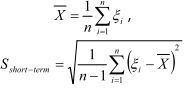 X̄ = 1/n ∑_{i=1}^{n} ξ_i ,
S_{short-term} = √( 1/(n-1) ∑_{i=1}^{n} (ξ_i - X̄)² )